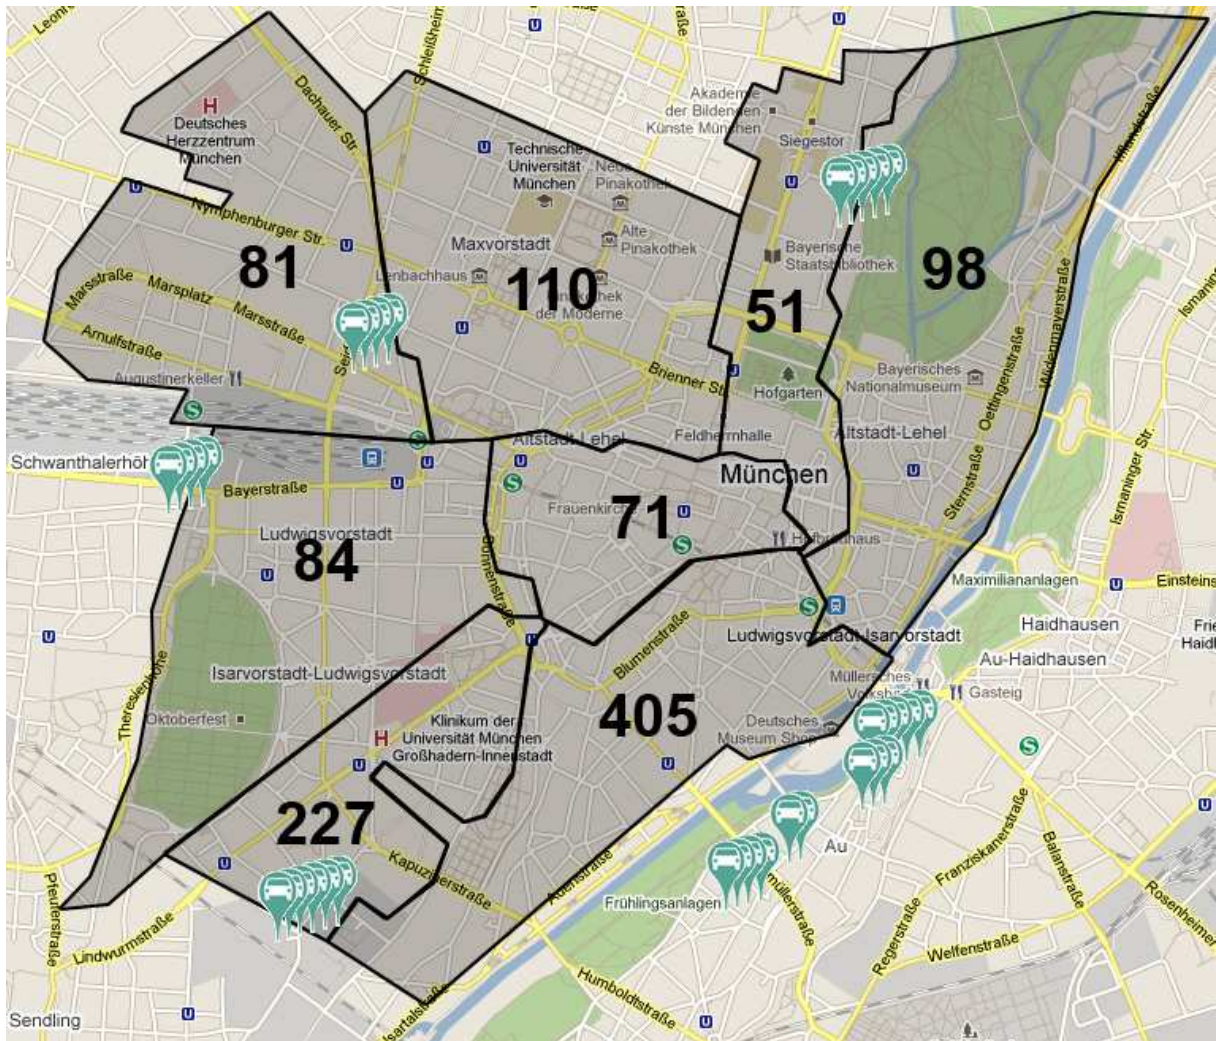 Akademie
der Bildenden
Künste München
Siegestor
Deutsches
Herzzentrum
München
Dachauer Str.
Technische
Universität
München
Pinakothek
Alte
Pinakothek
Nymphenburger Str.
Maxvorstadt
Lenbachhaus
81
110
51
98
Bayerische
Staatsbibliothek
der Moderne
Marsstraße
Marsplatz
Marsstraße
Arnulfstraße
Augustinerkeller
Brienner Str.
Hofgarten
Bayerisches
Nationalmuseum
Oettingenstraße
Widenmayerstraße
Ismaninger Str.
Altstadt-Lehel
Feldherrnhalle
Altstadt-Lehel
Schwanthalerhöh
Bayerstraße
München
Sternstraße
Ludwigsvorstadt
Frauenkirche
71
Hofbräuhaus
84
Sonnenstraße
Maximiliananlagen
Einsteins
Haidhausen
Au-Haidhausen
Blumenstraße
Ludwigsvorstadt-Isarvorstadt
Isarvorstadt-Ludwigsvorstadt
Theresienhöhe
Oktoberfest
405
Müllersches
Gasteig
Deutsches
Museum Shop
Klinikum der
Universität München
Großhadern-Innenstadt
227
Kapuzinerstraße
Auenstraße
Frühlingsanlagen
Au
Franziskanerstraße
Balanstraße
Rosenheimer
Regerstraße
Welfenstraße
Pfeuferstraße
Lindwurmstraße
Humboldtstraße
Isartalstraße
Sendling